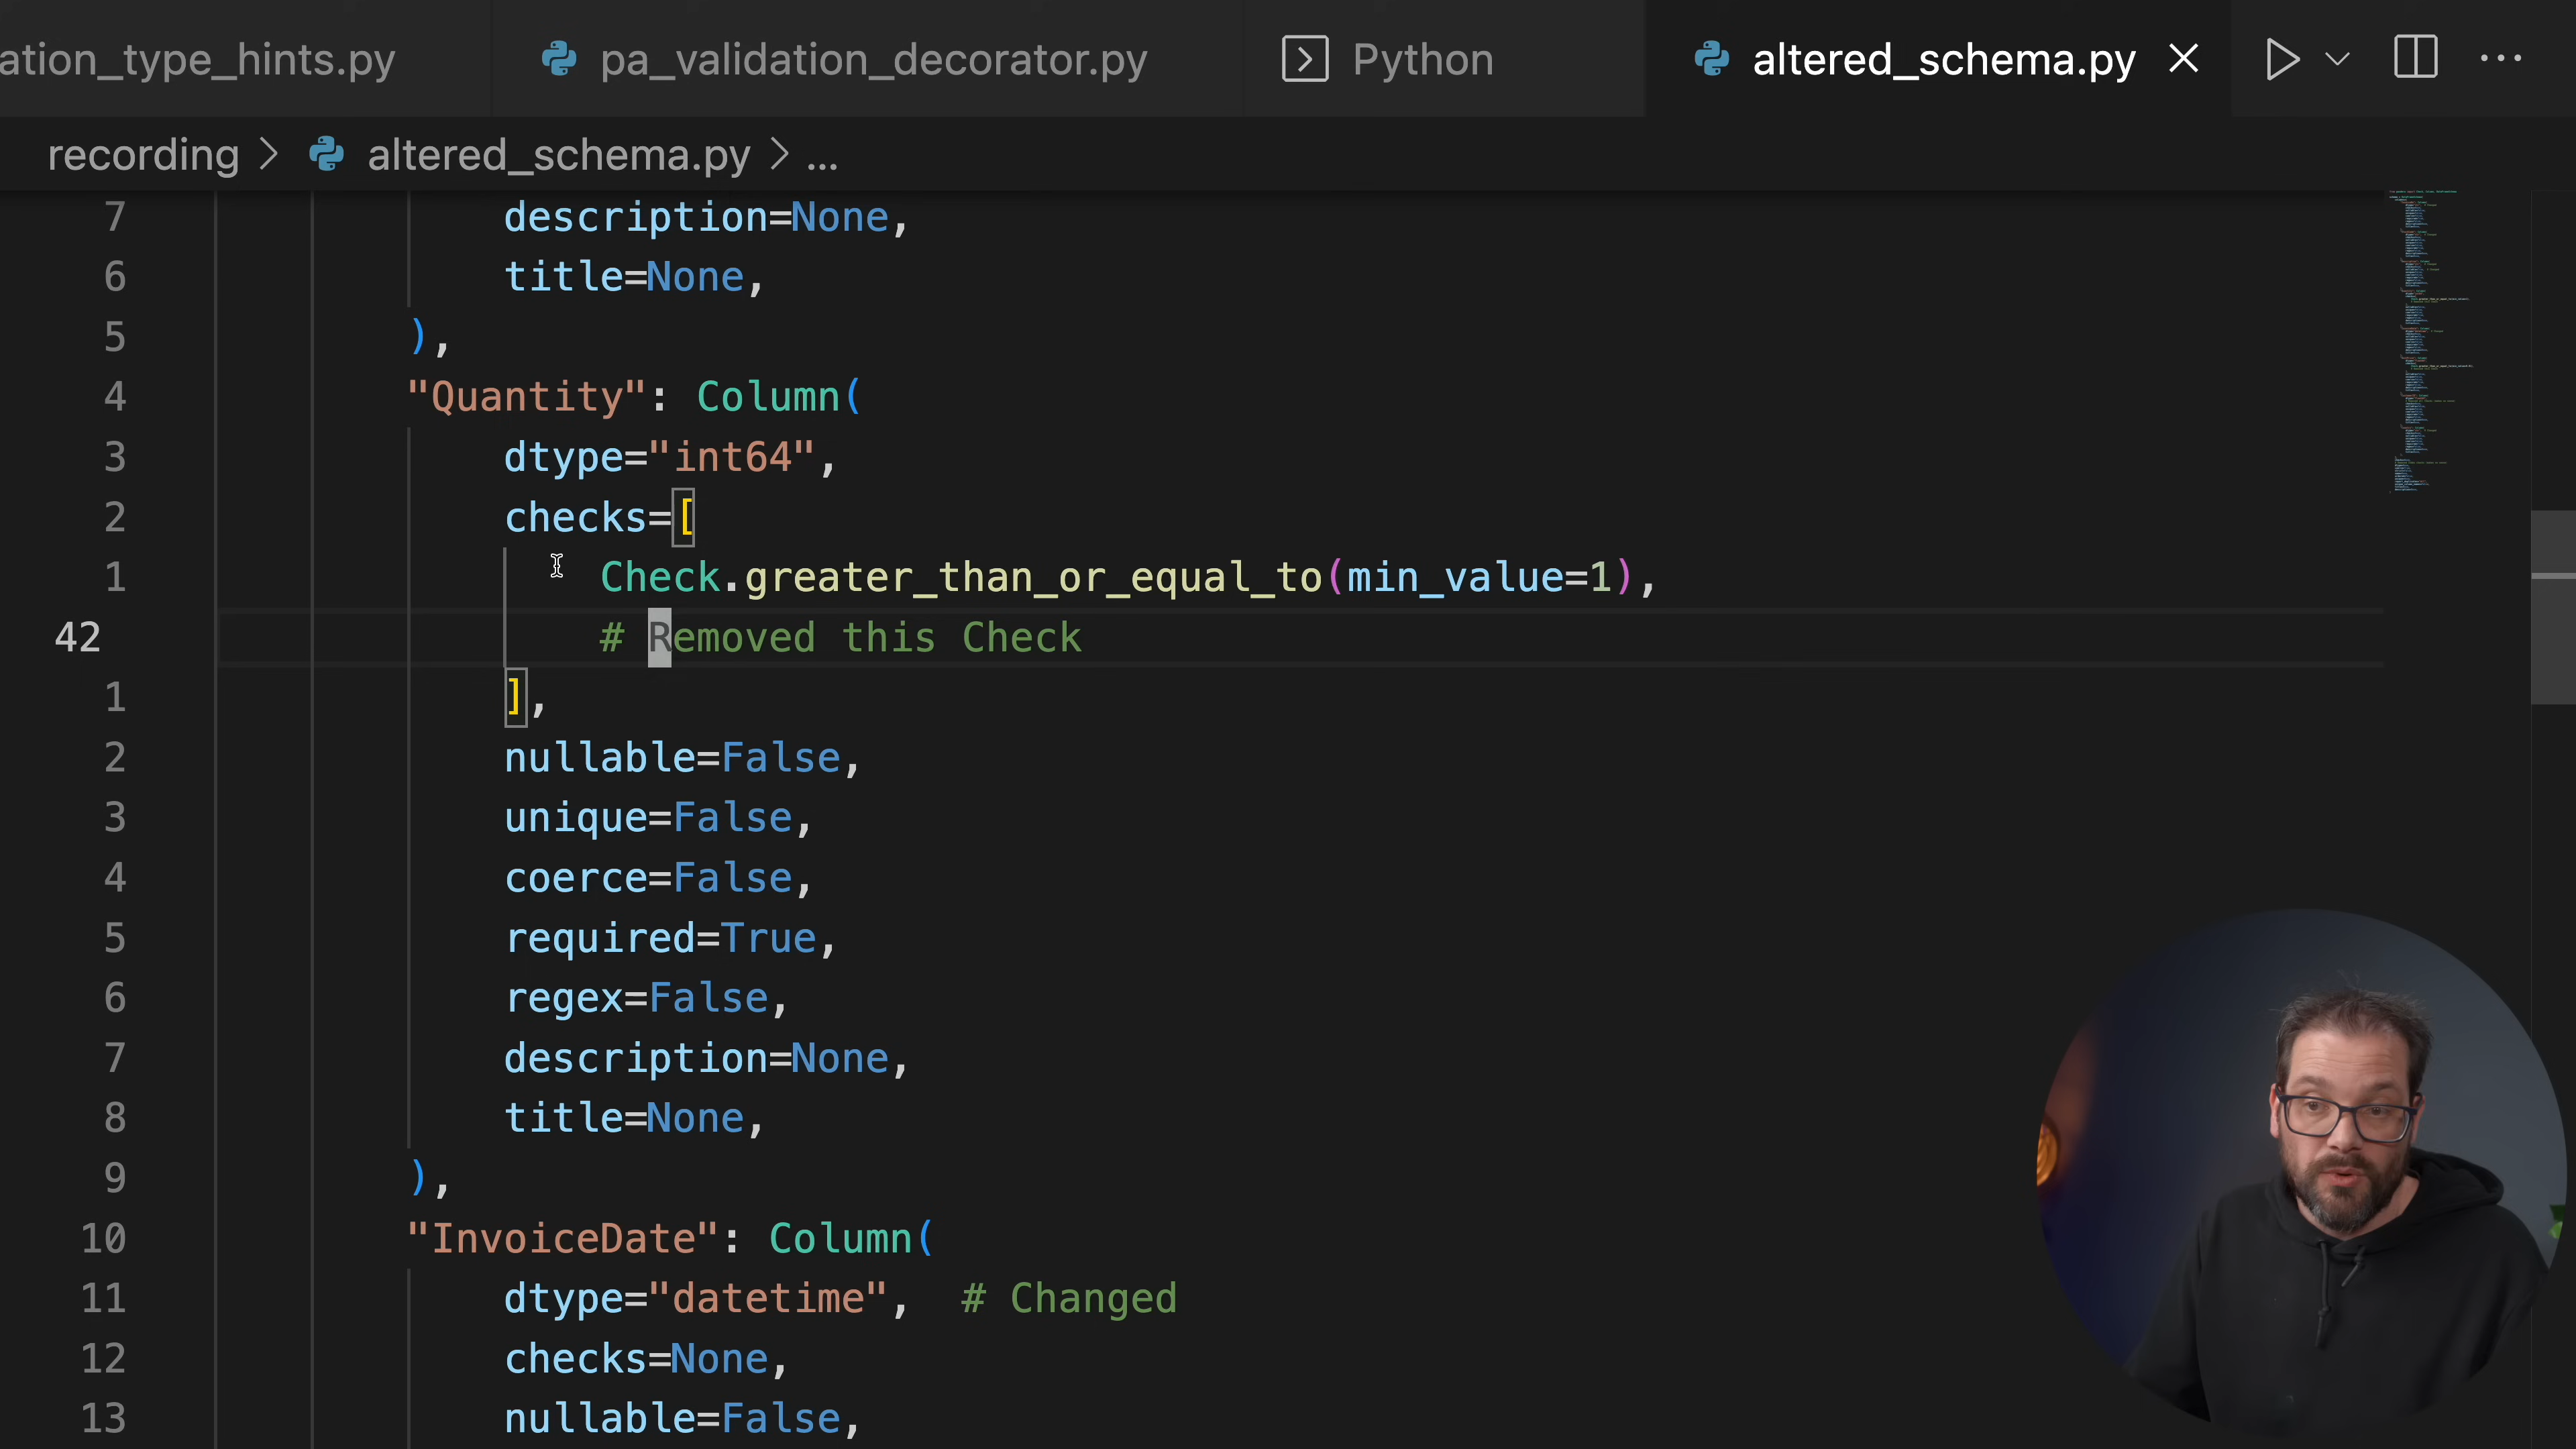 ation_type_hints.py
pa_validation_decorator.py
Python
altered_schema.py
recording > altered_schema.py > ...
7 description=None,
6 title=None,
5 ),
4 "Quantity": Column(
3 dtype="int64",
2 checks=[
1 Check.greater_than_or_equal_to(min_value=1),
42 # Removed this Check
1 ],
2 nullable=False,
3 unique=False,
4 coerce=False,
5 required=True,
6 regex=False,
7 description=None,
8 title=None,
9 ),
10 "InvoiceDate": Column(
11 dtype="datetime", # Changed
12 checks=None,
13 nullable=False,